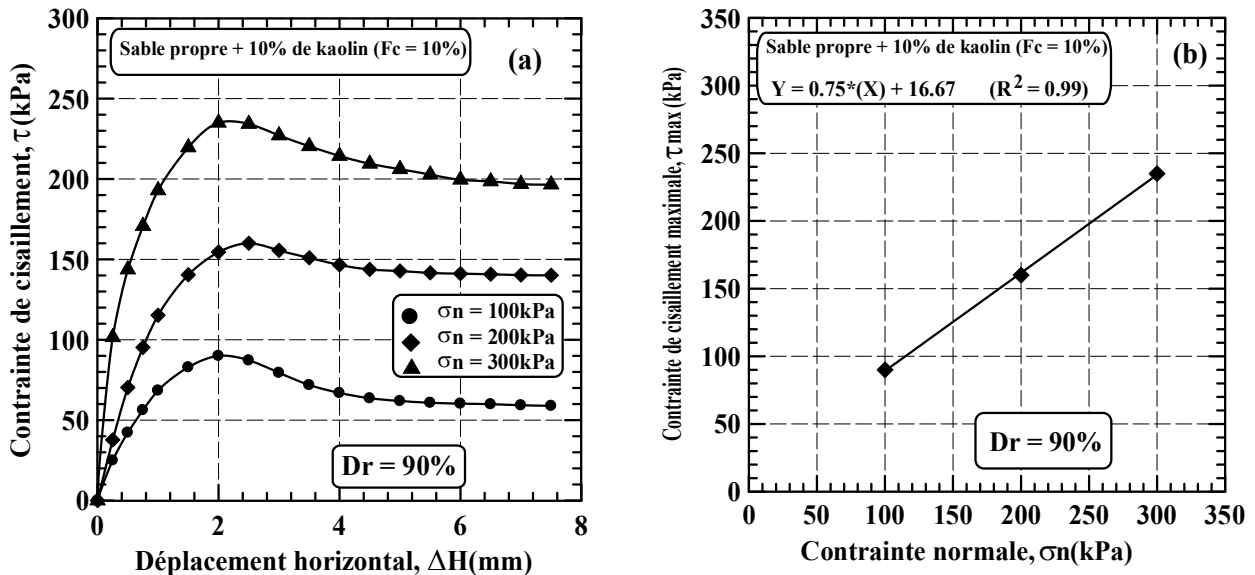 Sable propre + 10% de kaolin (Fc = 10%)
(a)
Contrainte de cisaillement, τ(kPa)
300
250
200
150
100
50
0
σn = 100kPa
σn = 200kPa
σn = 300kPa
Dr = 90%
0 2 4 6 8
Déplacement horizontal, ΔH(mm)
Sable propre + 10% de kaolin (Fc = 10%)
(b)
Y = 0.75*(X) + 16.67 (R² = 0.99)
Contrainte de cisaillement maximale, τmax (kPa)
350
300
250
200
150
100
50
0
Dr = 90%
0 50 100 150 200 250 300 350
Contrainte normale, σn(kPa)